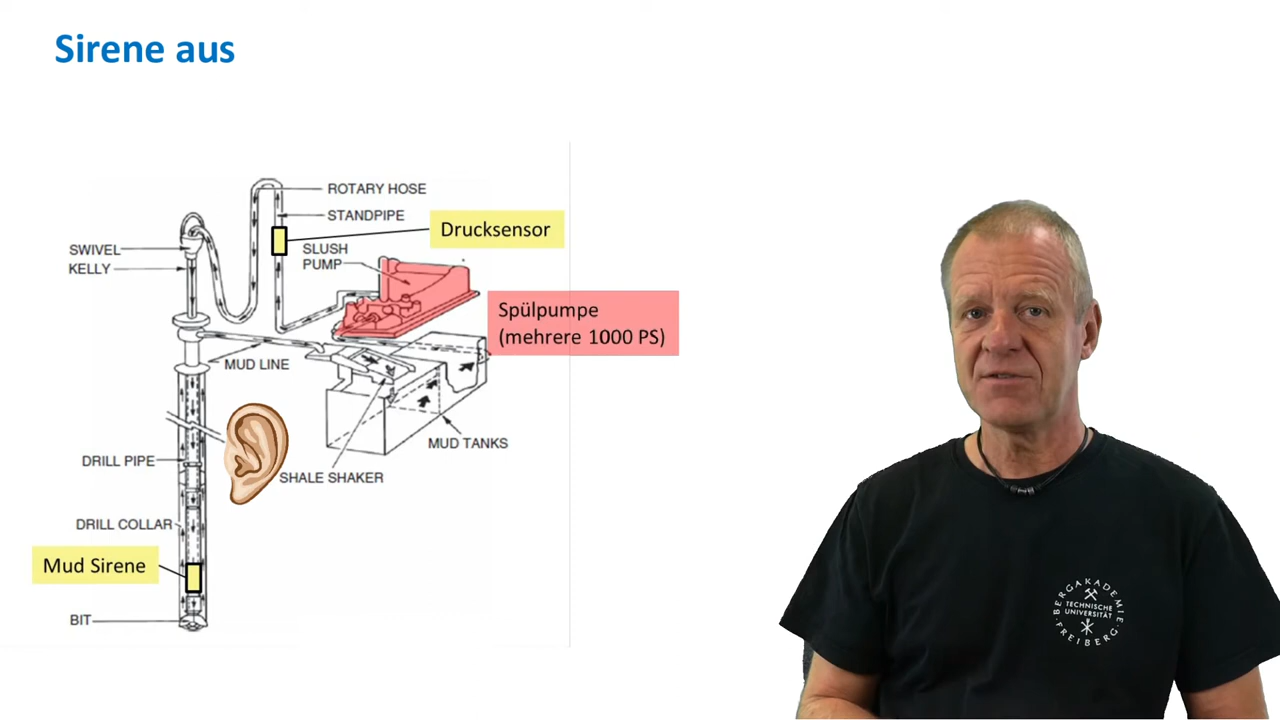 Sirene aus
ROTARY HOSE
STANDPIPE
Drucksensor
SWIVEL
SLUSH
PUMP
KELLY
Spülpumpe
(mehrere 1000 PS)
MUD LINE
MUD TANKS
DRILL PIPE
SHALE SHAKER
DRILL COLLAR
Mud Sirene
BIT
BERGAKADEMIE
TECHNISCHE
UNIVERSITÄT
FREIBERG